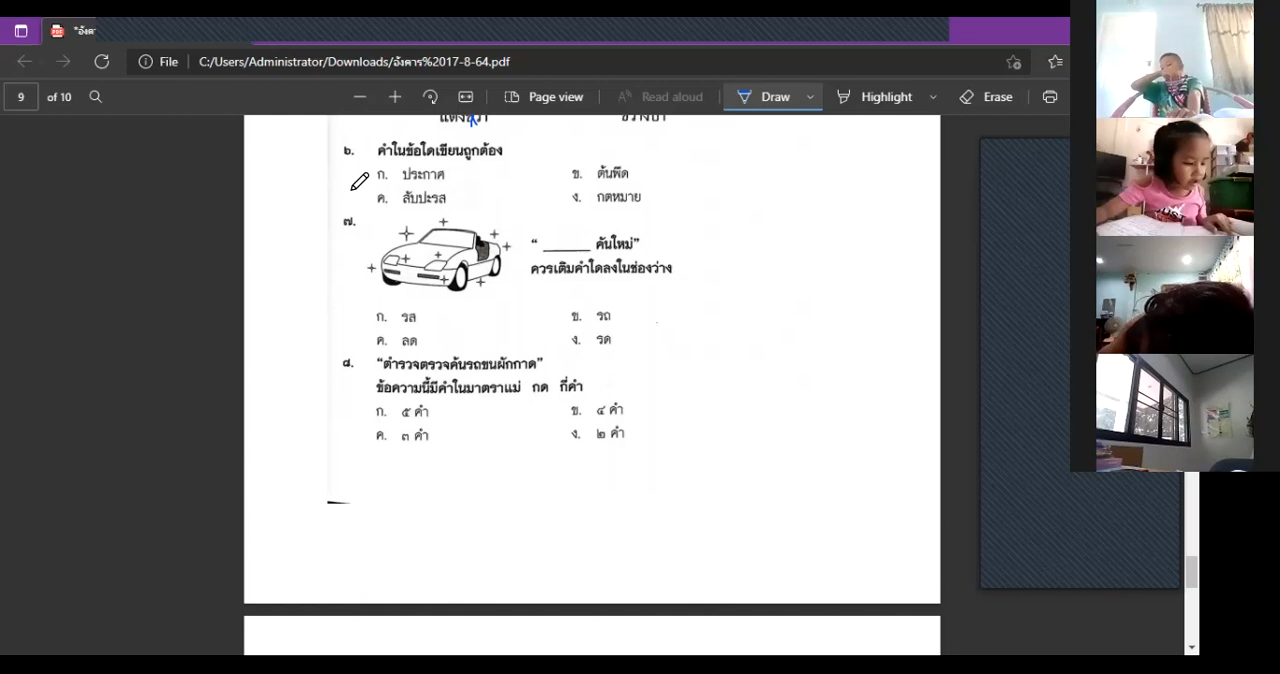 *อังค
File C:/Users/Administrator/Downloads/อังคาร%2017-8-64.pdf
9 of 10 Page view Read aloud Draw Highlight Erase
๖. คำในข้อใดเขียนถูกต้อง
ก. ประกาศ ข. ต้นพืด
ค. สับปะรส ง. กตหมาย
๗.
“ ______ คันใหม่”
ควรเติมคำใดลงในช่องว่าง
ก. รส ข. รถ
ค. ลด ง. รด
๘. “ตำรวจตรวจค้นรถขนผักกาด”
ข้อความนี้มีคำในมาตราแม่ กด กี่คำ
ก. ๕ คำ ข. ๔ คำ
ค. ๓ คำ ง. ๒ คำ